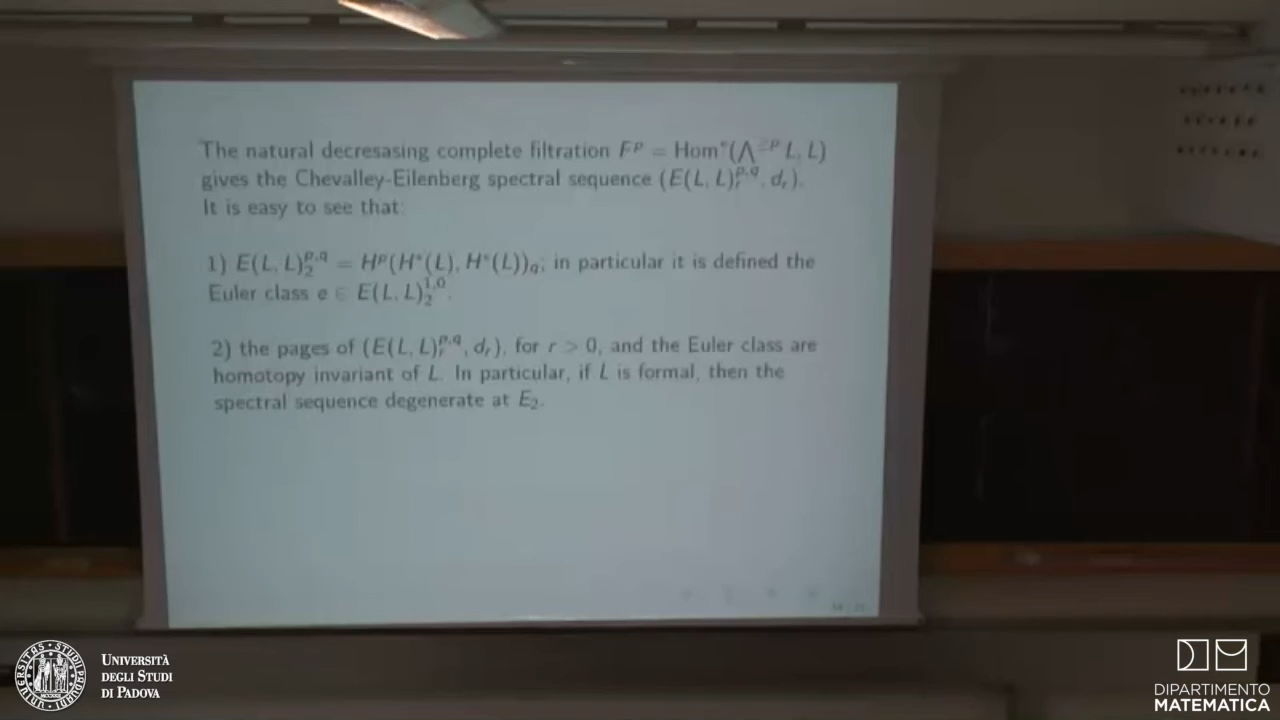 The natural decresasing complete filtration Fᵖ = Hom*(⋀^{≥p} L, L)
gives the Chevalley-Eilenberg spectral sequence (E(L, L)_r^{p,q}, d_r).
It is easy to see that:
1) E(L, L)_2^{p,q} = H^p(H*(L), H*(L))_q; in particular it is defined the
Euler class e ∈ E(L, L)_2^{1,0}.
2) the pages of (E(L, L)_r^{p,q}, d_r), for r > 0, and the Euler class are
homotopy invariant of L. In particular, if L is formal, then the
spectral sequence degenerate at E_2.
UNIVERSITÀ
DEGLI STUDI
DI PADOVA
DIPARTIMENTO
MATEMATICA